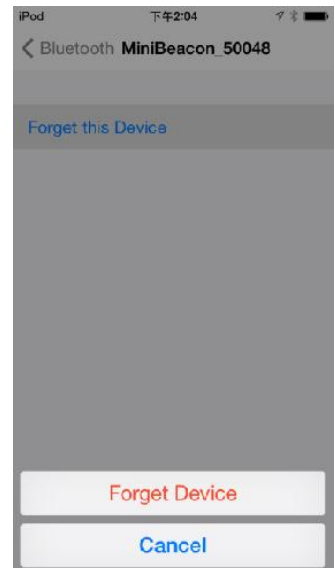 iPod 下午2:04
Bluetooth MiniBeacon_50048
Forget this Device
Forget Device
Cancel